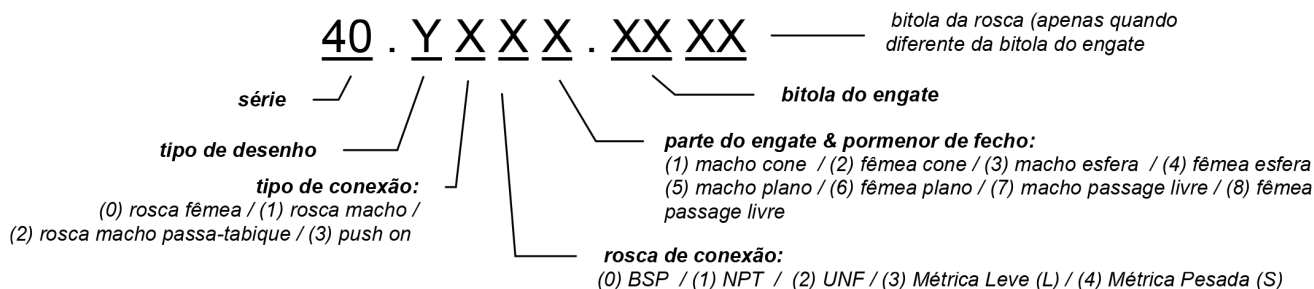 40 . Y X X X . XX XX
bitola da rosca (apenas quando
diferente da bitola do engate
série
bitola do engate
tipo de desenho
parte do engate & pormenor de fecho:
(1) macho cone / (2) fêmea cone / (3) macho esfera / (4) fêmea esfera
(5) macho plano / (6) fêmea plano / (7) macho passage livre / (8) fêmea
passage livre
tipo de conexão:
(0) rosca fêmea / (1) rosca macho /
(2) rosca macho passa-tabique / (3) push on
rosca de conexão:
(0) BSP / (1) NPT / (2) UNF / (3) Métrica Leve (L) / (4) Métrica Pesada (S)